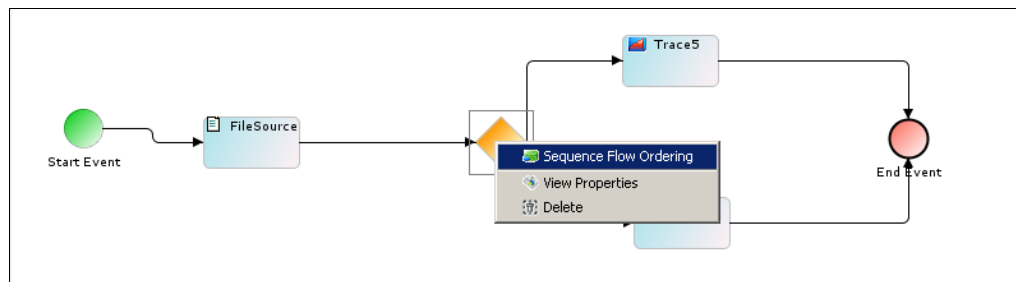 Trace5
FileSource
Start Event
Sequence Flow Ordering
View Properties
Delete
End Event